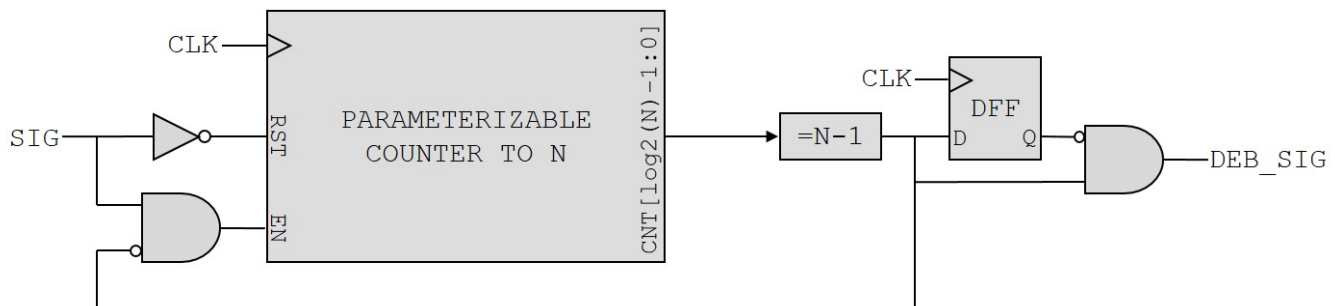 CLK
SIG
RST
EN
PARAMETERIZABLE
COUNTER TO N
CNT[log2(N)-1:0]
=N-1
CLK
DFF
D
Q
DEB_SIG